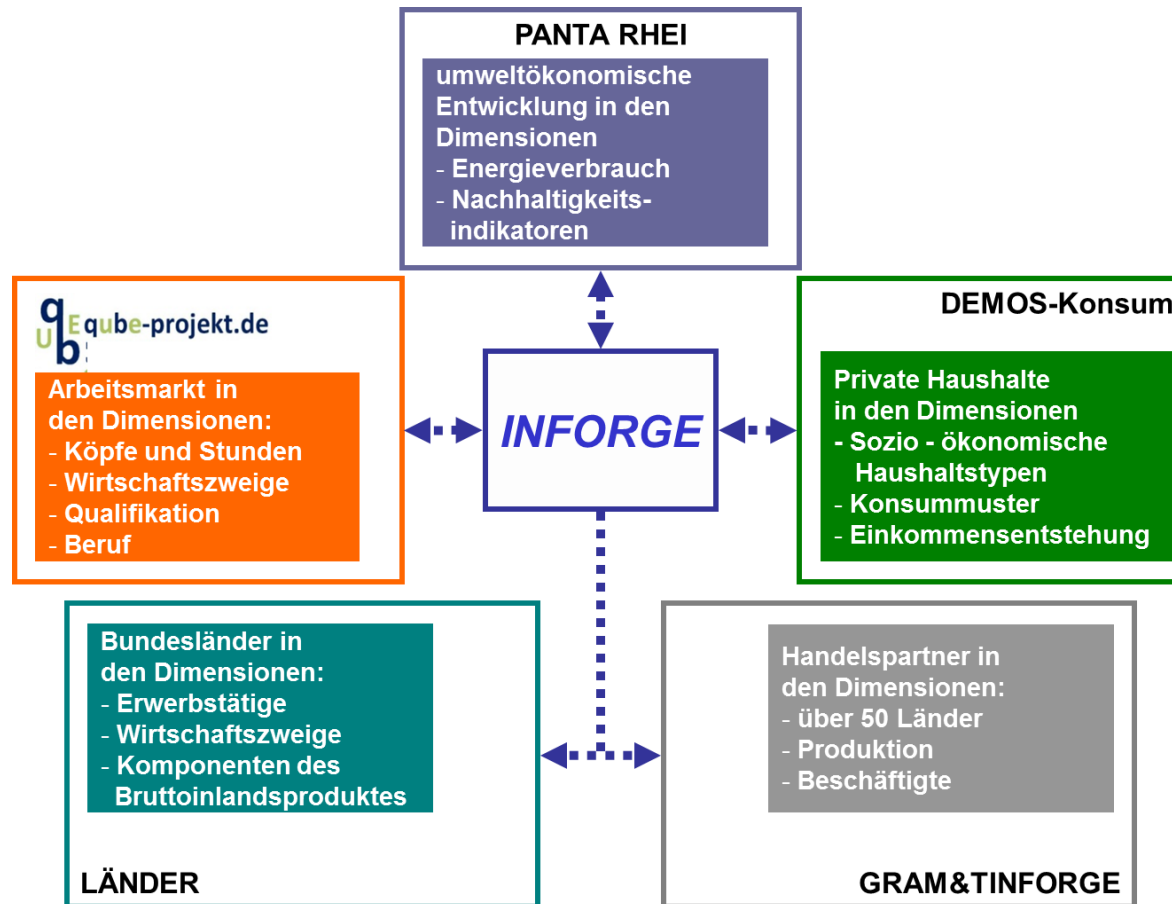 PANTA RHEI
umweltökonomische
Entwicklung in den
Dimensionen
- Energieverbrauch
- Nachhaltigkeits-
indikatoren
q
U E
b
qube-projekt.de
Arbeitsmarkt in
den Dimensionen:
- Köpfe und Stunden
- Wirtschaftszweige
- Qualifikation
- Beruf
INFORGE
DEMOS-Konsum
Private Haushalte
in den Dimensionen
- Sozio - ökonomische
Haushaltstypen
- Konsummuster
- Einkommensentstehung
Bundesländer in
den Dimensionen:
- Erwerbstätige
- Wirtschaftszweige
- Komponenten des
Bruttoinlandsproduktes
LÄNDER
Handelspartner in
den Dimensionen:
- über 50 Länder
- Produktion
- Beschäftigte
GRAM&TINFORGE